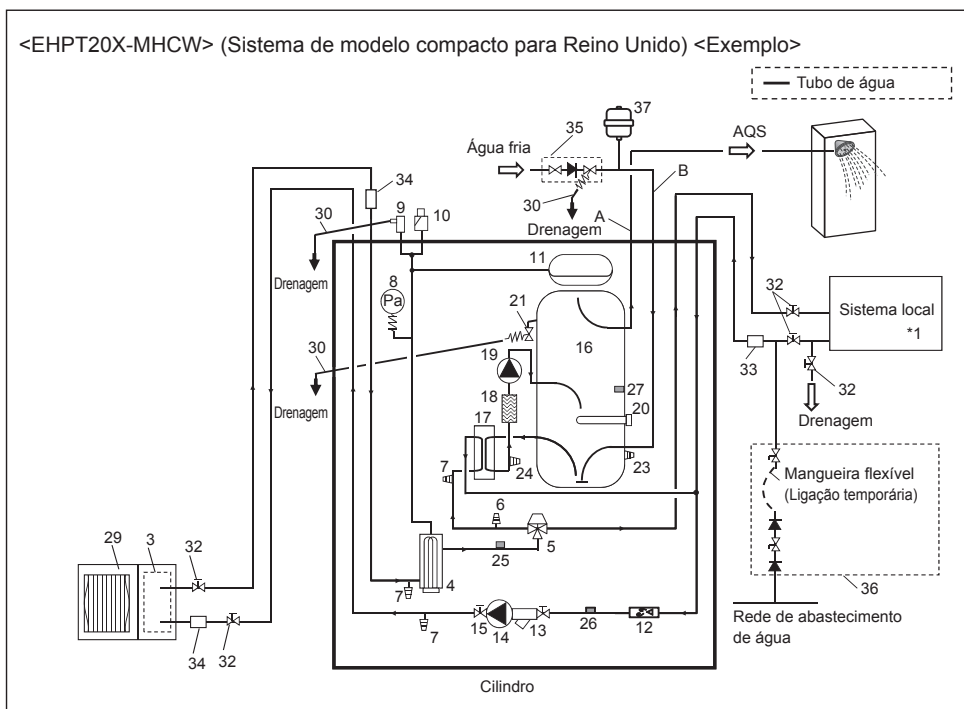 <EHPT20X-MHCW> (Sistema de modelo compacto para Reino Unido) <Exemplo>
Tubo de água
37
35
AQS
Água fria
B
34
30
A
Drenagem
30
9
10
11
Drenagem
8
Pa
21
16
32
Sistema local
*1
30
19
33
32
27
Drenagem
18
20
Drenagem
17
7
24
23
Mangueira flexível
(Ligação temporária)
6
29
3
32
25
5
4
7
36
26
12
Rede de abastecimento
de água
34
32
7
15
14
13
Cilindro